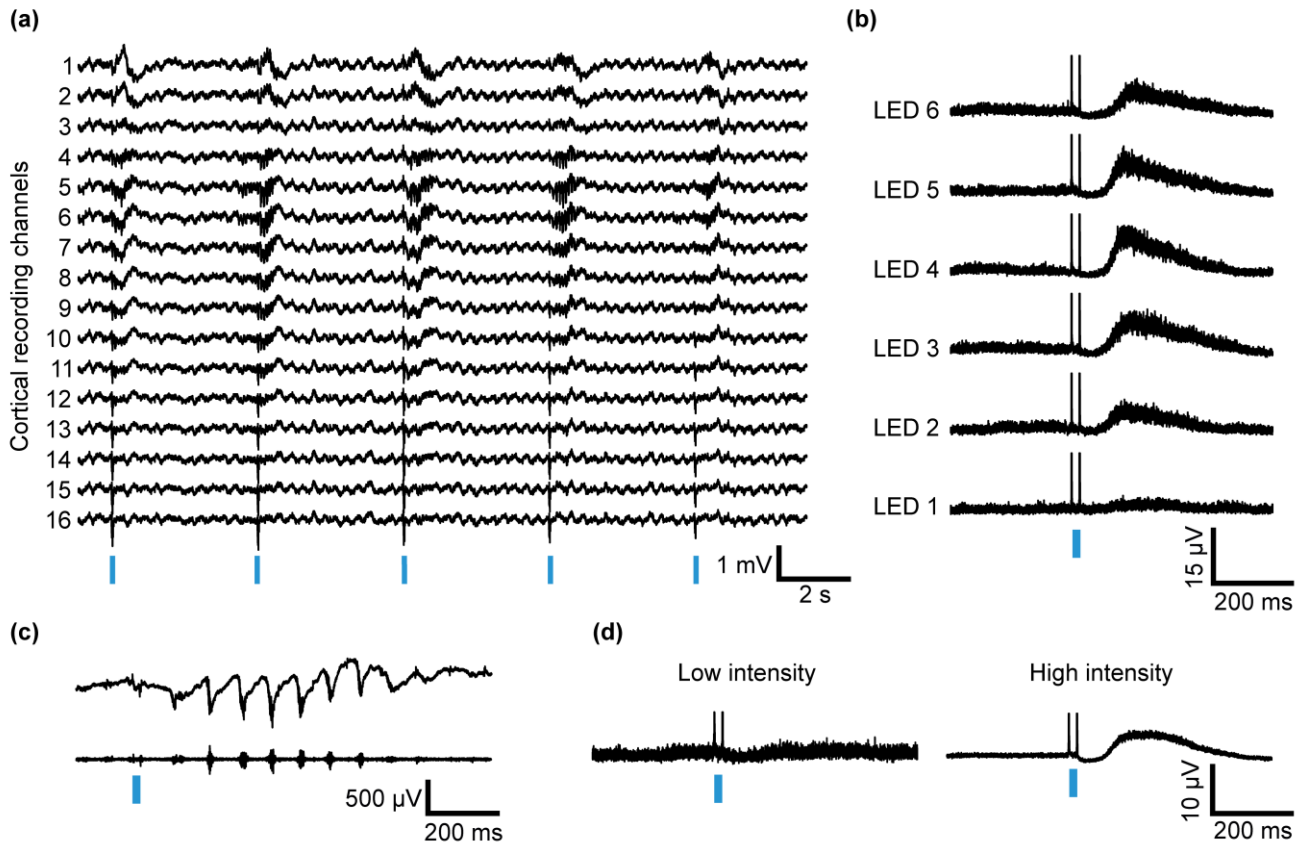 (a)
Cortical recording channels
1
2
3
4
5
6
7
8
9
10
11
12
13
14
15
16
1 mV
2 s
(b)
LED 6
LED 5
LED 4
LED 3
LED 2
LED 1
15 µV
200 ms
(c)
500 µV
200 ms
(d)
Low intensity
High intensity
10 µV
200 ms